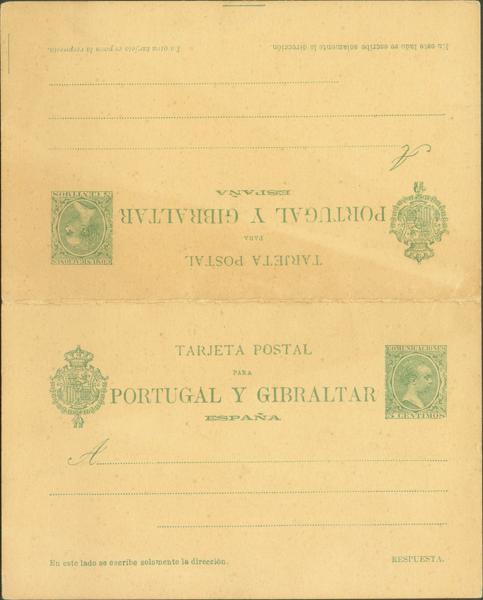 En este lado se escribe solamente la dirección. La otra tarjeta es para la respuesta.
A
ESPAÑA
PORTUGAL Y GIBRALTAR
PARA
TARJETA POSTAL
COMUNICACIONES
5 CENTIMOS
TARJETA POSTAL
PARA
PORTUGAL Y GIBRALTAR
ESPAÑA
COMUNICACIONES
5 CENTIMOS
A
En este lado se escribe solamente la dirección. RESPUESTA.